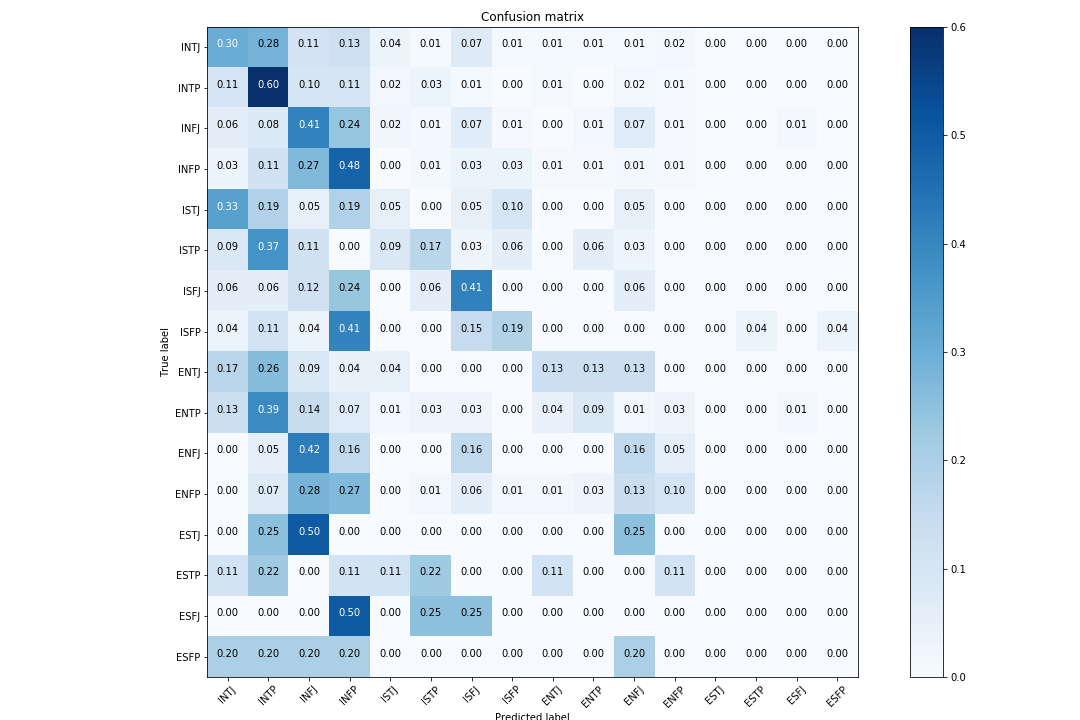 Confusion matrix
INTJ 0.30 0.28 0.11 0.13 0.04 0.01 0.07 0.01 0.01 0.01 0.01 0.02 0.00 0.00 0.00 0.00
INTP 0.11 0.60 0.10 0.11 0.02 0.03 0.01 0.00 0.01 0.00 0.02 0.01 0.00 0.00 0.00 0.00
INFJ 0.06 0.08 0.41 0.24 0.02 0.01 0.07 0.01 0.00 0.01 0.07 0.01 0.00 0.00 0.01 0.00
INFP 0.03 0.11 0.27 0.48 0.00 0.01 0.03 0.03 0.01 0.01 0.01 0.01 0.00 0.00 0.00 0.00
ISTJ 0.33 0.19 0.05 0.19 0.05 0.00 0.05 0.10 0.00 0.00 0.05 0.00 0.00 0.00 0.00 0.00
ISTP 0.09 0.37 0.11 0.00 0.09 0.17 0.03 0.06 0.00 0.06 0.03 0.00 0.00 0.00 0.00 0.00
ISFJ 0.06 0.06 0.12 0.24 0.00 0.06 0.41 0.00 0.00 0.00 0.06 0.00 0.00 0.00 0.00 0.00
ISFP 0.04 0.11 0.04 0.41 0.00 0.00 0.15 0.19 0.00 0.00 0.00 0.00 0.00 0.04 0.00 0.04
ENTJ 0.17 0.26 0.09 0.04 0.04 0.00 0.00 0.00 0.13 0.13 0.13 0.00 0.00 0.00 0.00 0.00
ENTP 0.13 0.39 0.14 0.07 0.01 0.03 0.03 0.00 0.04 0.09 0.01 0.03 0.00 0.00 0.01 0.00
ENFJ 0.00 0.05 0.42 0.16 0.00 0.00 0.16 0.00 0.00 0.00 0.16 0.05 0.00 0.00 0.00 0.00
ENFP 0.00 0.07 0.28 0.27 0.00 0.01 0.06 0.01 0.01 0.03 0.13 0.10 0.00 0.00 0.00 0.00
ESTJ 0.00 0.25 0.50 0.00 0.00 0.00 0.00 0.00 0.00 0.00 0.25 0.00 0.00 0.00 0.00 0.00
ESTP 0.11 0.22 0.00 0.11 0.11 0.22 0.00 0.00 0.11 0.00 0.00 0.11 0.00 0.00 0.00 0.00
ESFJ 0.00 0.00 0.00 0.50 0.00 0.25 0.25 0.00 0.00 0.00 0.00 0.00 0.00 0.00 0.00 0.00
ESFP 0.20 0.20 0.20 0.20 0.00 0.00 0.00 0.00 0.00 0.00 0.20 0.00 0.00 0.00 0.00 0.00
True label
INTJ INTP INFJ INFP ISTJ ISTP ISFJ ISFP ENTJ ENTP ENFJ ENFP ESTJ ESTP ESFJ ESFP
Predicted label
0.6
0.5
0.4
0.3
0.2
0.1
0.0